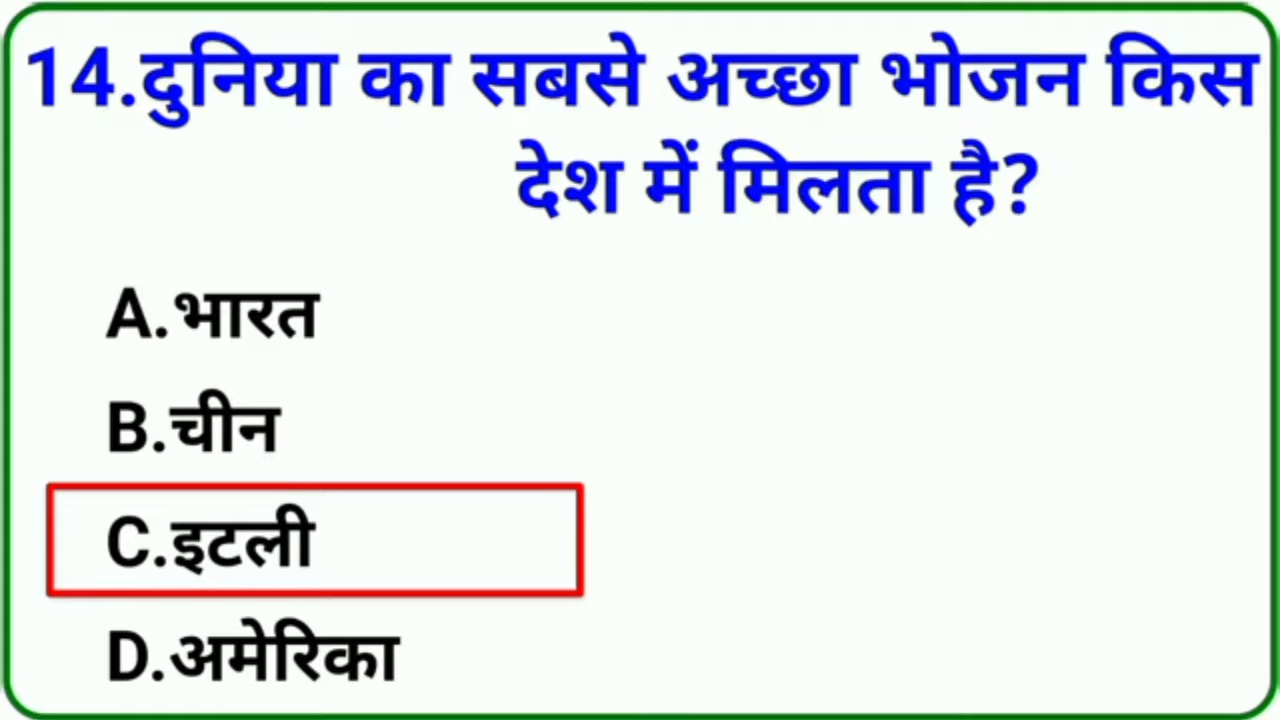 14.दुनिया का सबसे अच्छा भोजन किस
देश में मिलता है?
A.भारत
B.चीन
C.इटली
D.अमेरिका